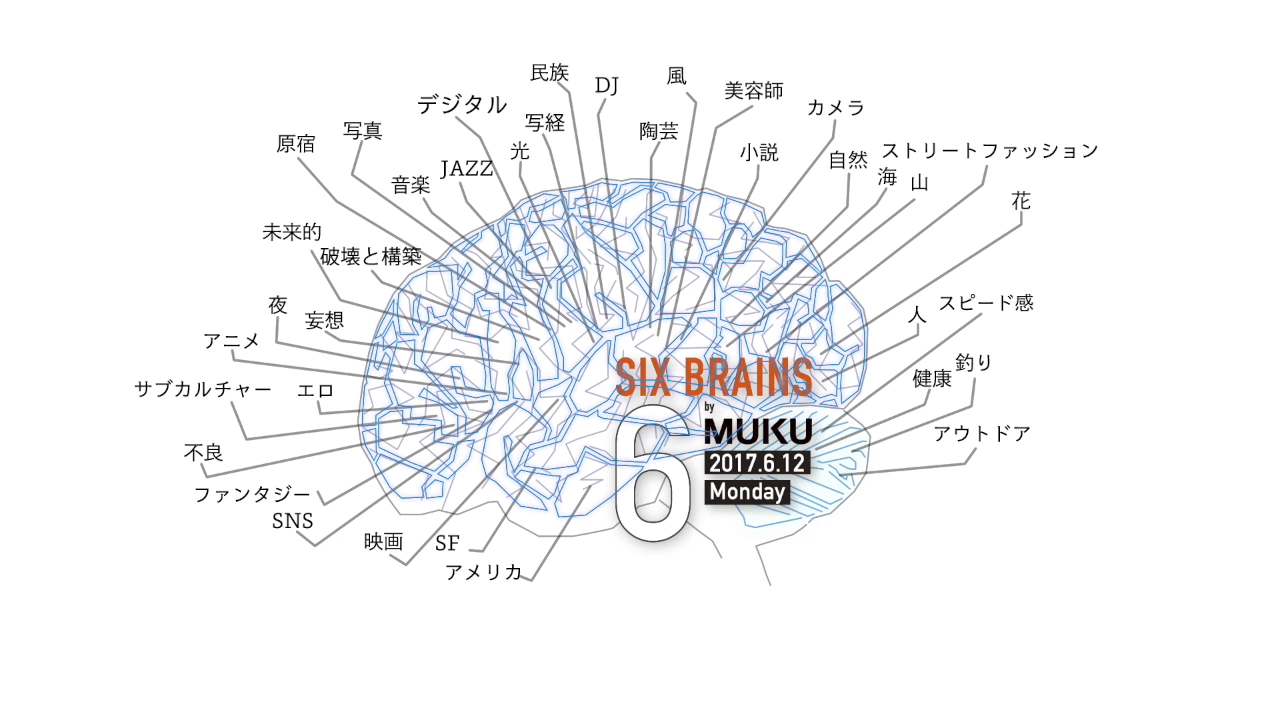 民族
DJ
風
美容師
デジタル
カメラ
写経
写真
陶芸
原宿
光
小説
ストリートファッション
JAZZ
自然
音楽
海
山
花
未来的
破壊と構築
夜
妄想
人
スピード感
アニメ
釣り
サブカルチャー
エロ
健康
SIX BRAINS
by
MUKU
6
2017.6.12
Monday
アウトドア
不良
ファンタジー
SNS
映画
SF
アメリカ